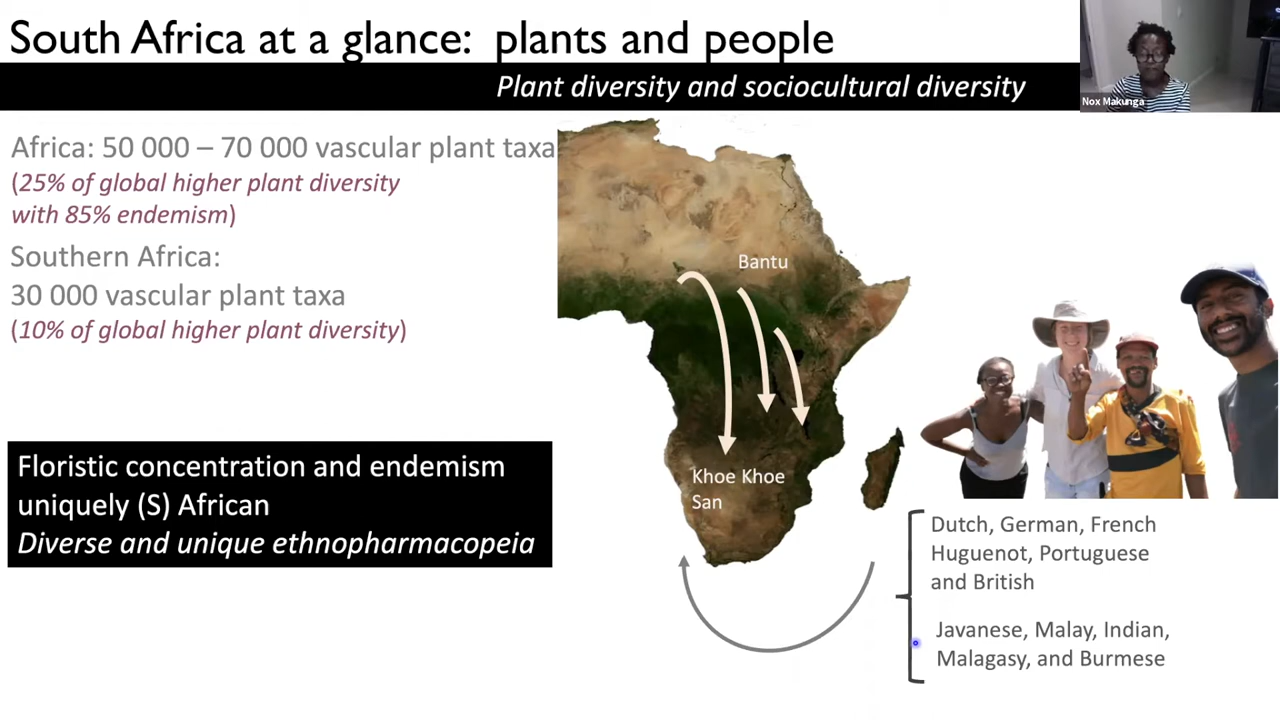 South Africa at a glance: plants and people
Plant diversity and sociocultural diversity
Nox Makunga
Africa: 50 000 – 70 000 vascular plant taxa
(25% of global higher plant diversity
with 85% endemism)
Southern Africa:
30 000 vascular plant taxa
(10% of global higher plant diversity)
Floristic concentration and endemism
uniquely (S) African
Diverse and unique ethnopharmacopeia
Bantu
Khoe Khoe
San
Dutch, German, French
Huguenot, Portuguese
and British
Javanese, Malay, Indian,
Malagasy, and Burmese